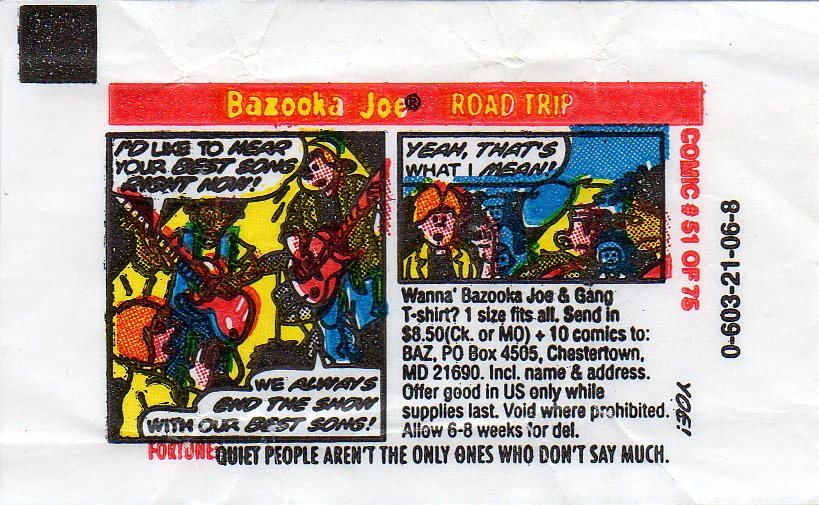 Bazooka Joe® ROAD TRIP
I'D LIKE TO HEAR
YOUR BEST SONG
RIGHT NOW!
WE ALWAYS
END THE SHOW
WITH OUR BEST SONG!
YEAH, THAT'S
WHAT I MEAN!
Wanna' Bazooka Joe & Gang
T-shirt? 1 size fits all. Send in
$8.50(Ck. or MO) + 10 comics to:
BAZ, PO Box 4505, Chestertown,
MD 21690. Incl. name & address.
Offer good in US only while
supplies last. Void where prohibited.
Allow 6-8 weeks for del.
YOE!
COMIC # 51 OF 75
0-603-21-06-8
FORTUNE QUIET PEOPLE AREN'T THE ONLY ONES WHO DON'T SAY MUCH.